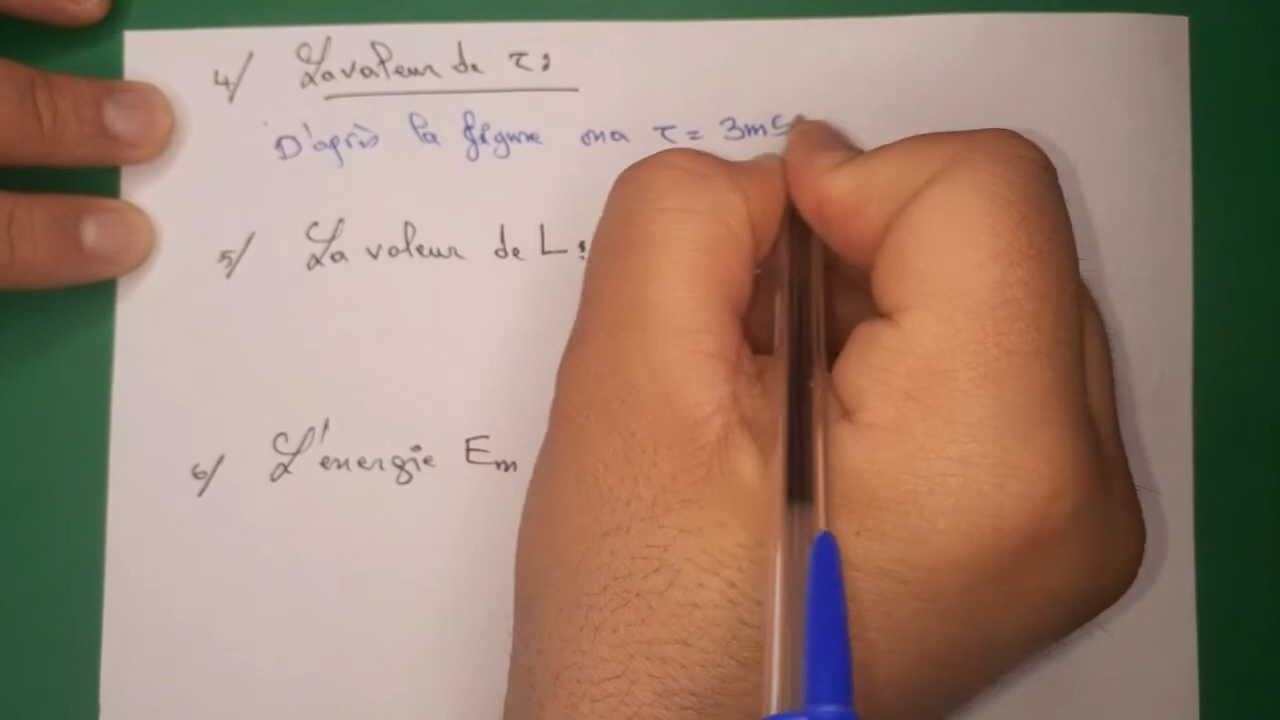 4/ La valeur de τ :
D'après la figure on a τ = 3ms
5/ La valeur de L :
6/ L'énergie Em